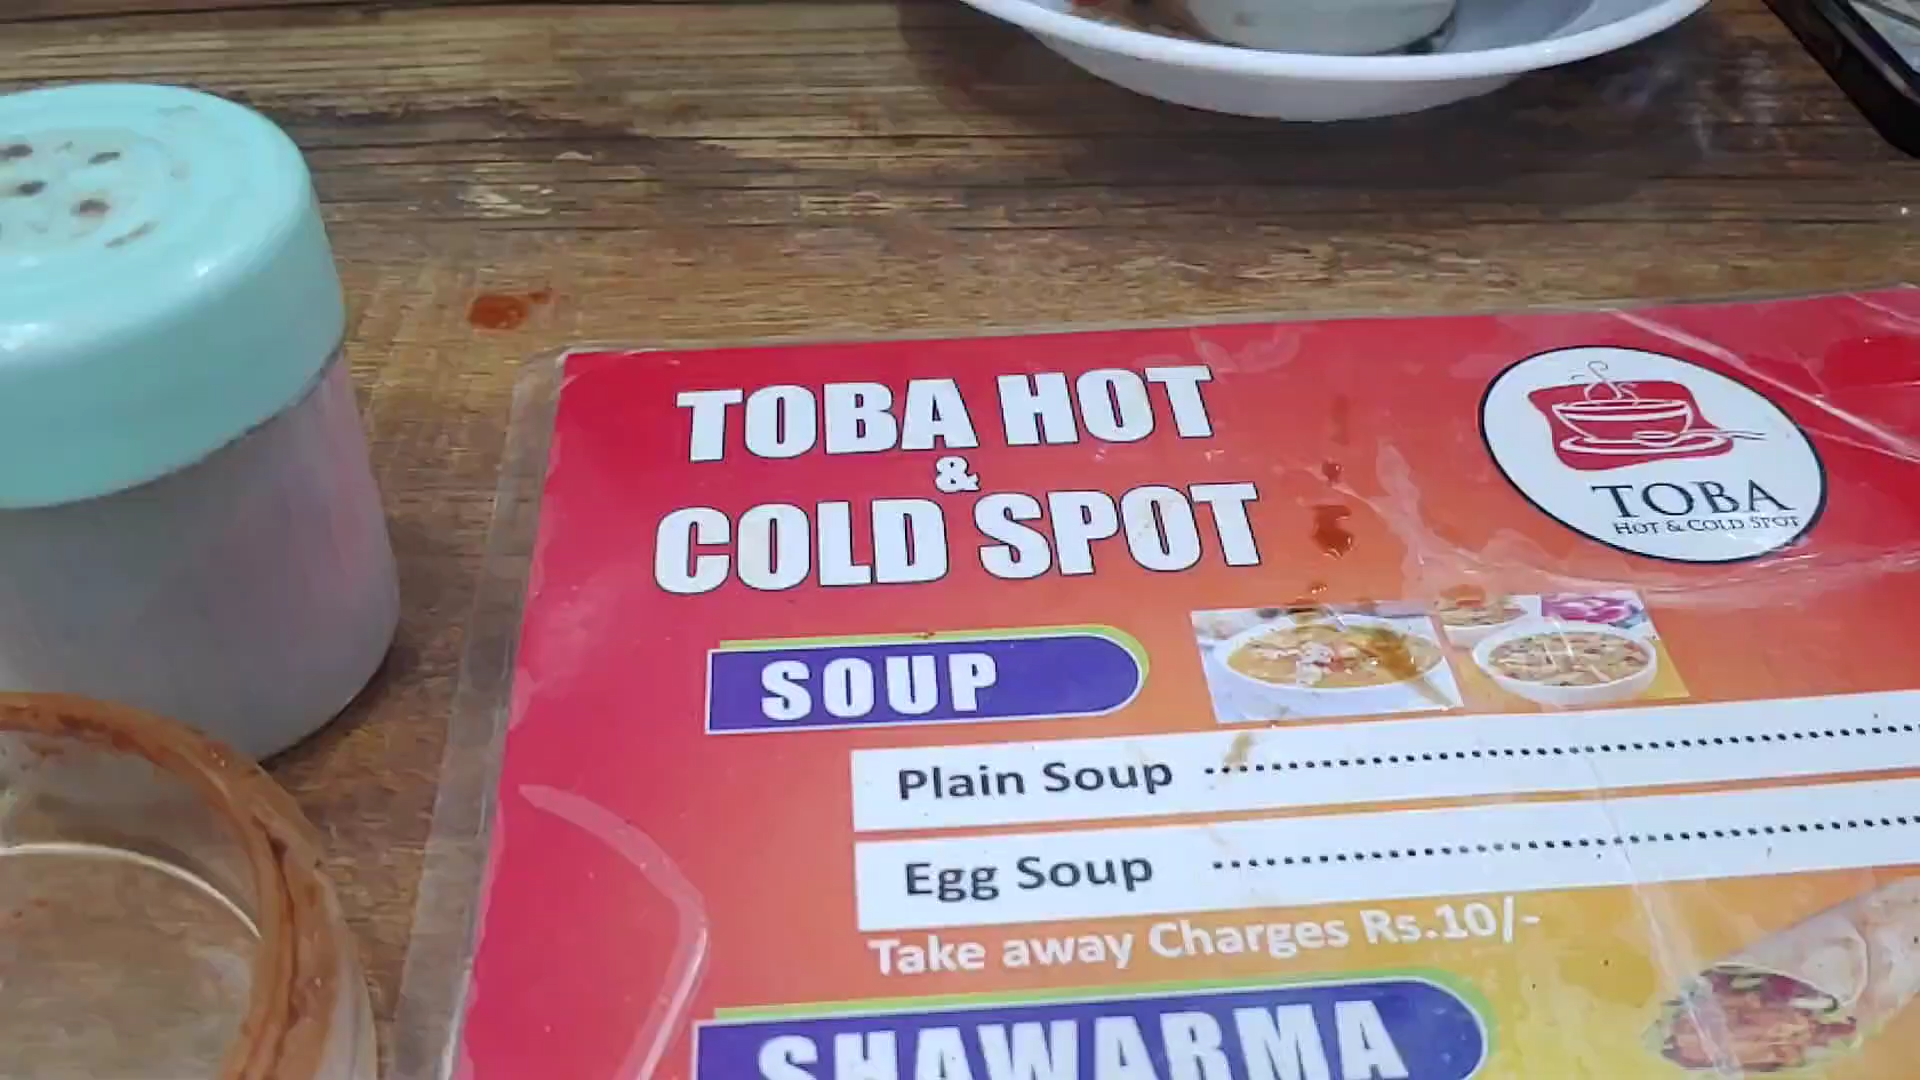 TOBA HOT
&
COLD SPOT
TOBA
HOT & COLD SPOT
SOUP
Plain Soup
Egg Soup
Take away Charges Rs.10/-
SHAWARMA